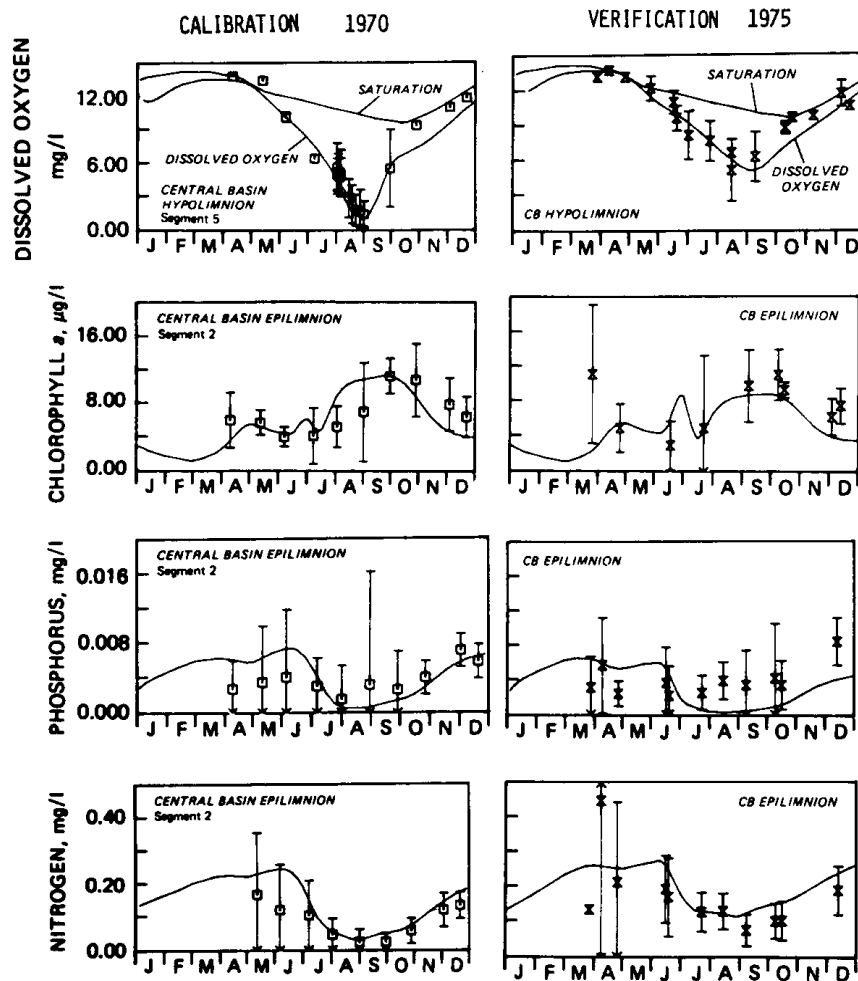 CALIBRATION 1970
VERIFICATION 1975
DISSOLVED OXYGEN
mg/l
12.00
6.00
0.00
SATURATION
DISSOLVED OXYGEN
CENTRAL BASIN
HYPOLIMNION
Segment 5
J F M A M J J A S O N D
SATURATION
DISSOLVED
OXYGEN
CB HYPOLIMNION
J F M A M J J A S O N D
CHLOROPHYLL a, µg/l
16.00
8.00
0.00
CENTRAL BASIN EPILIMNION
Segment 2
J F M A M J J A S O N D
CB EPILIMNION
J F M A M J J A S O N D
PHOSPHORUS, mg/l
0.016
0.008
0.000
CENTRAL BASIN EPILIMNION
Segment 2
J F M A M J J A S O N D
CB EPILIMNION
J F M A M J J A S O N D
NITROGEN, mg/l
0.40
0.20
0.00
CENTRAL BASIN EPILIMNION
Segment 2
J F M A M J J A S O N D
CB EPILIMNION
J F M A M J J A S O N D